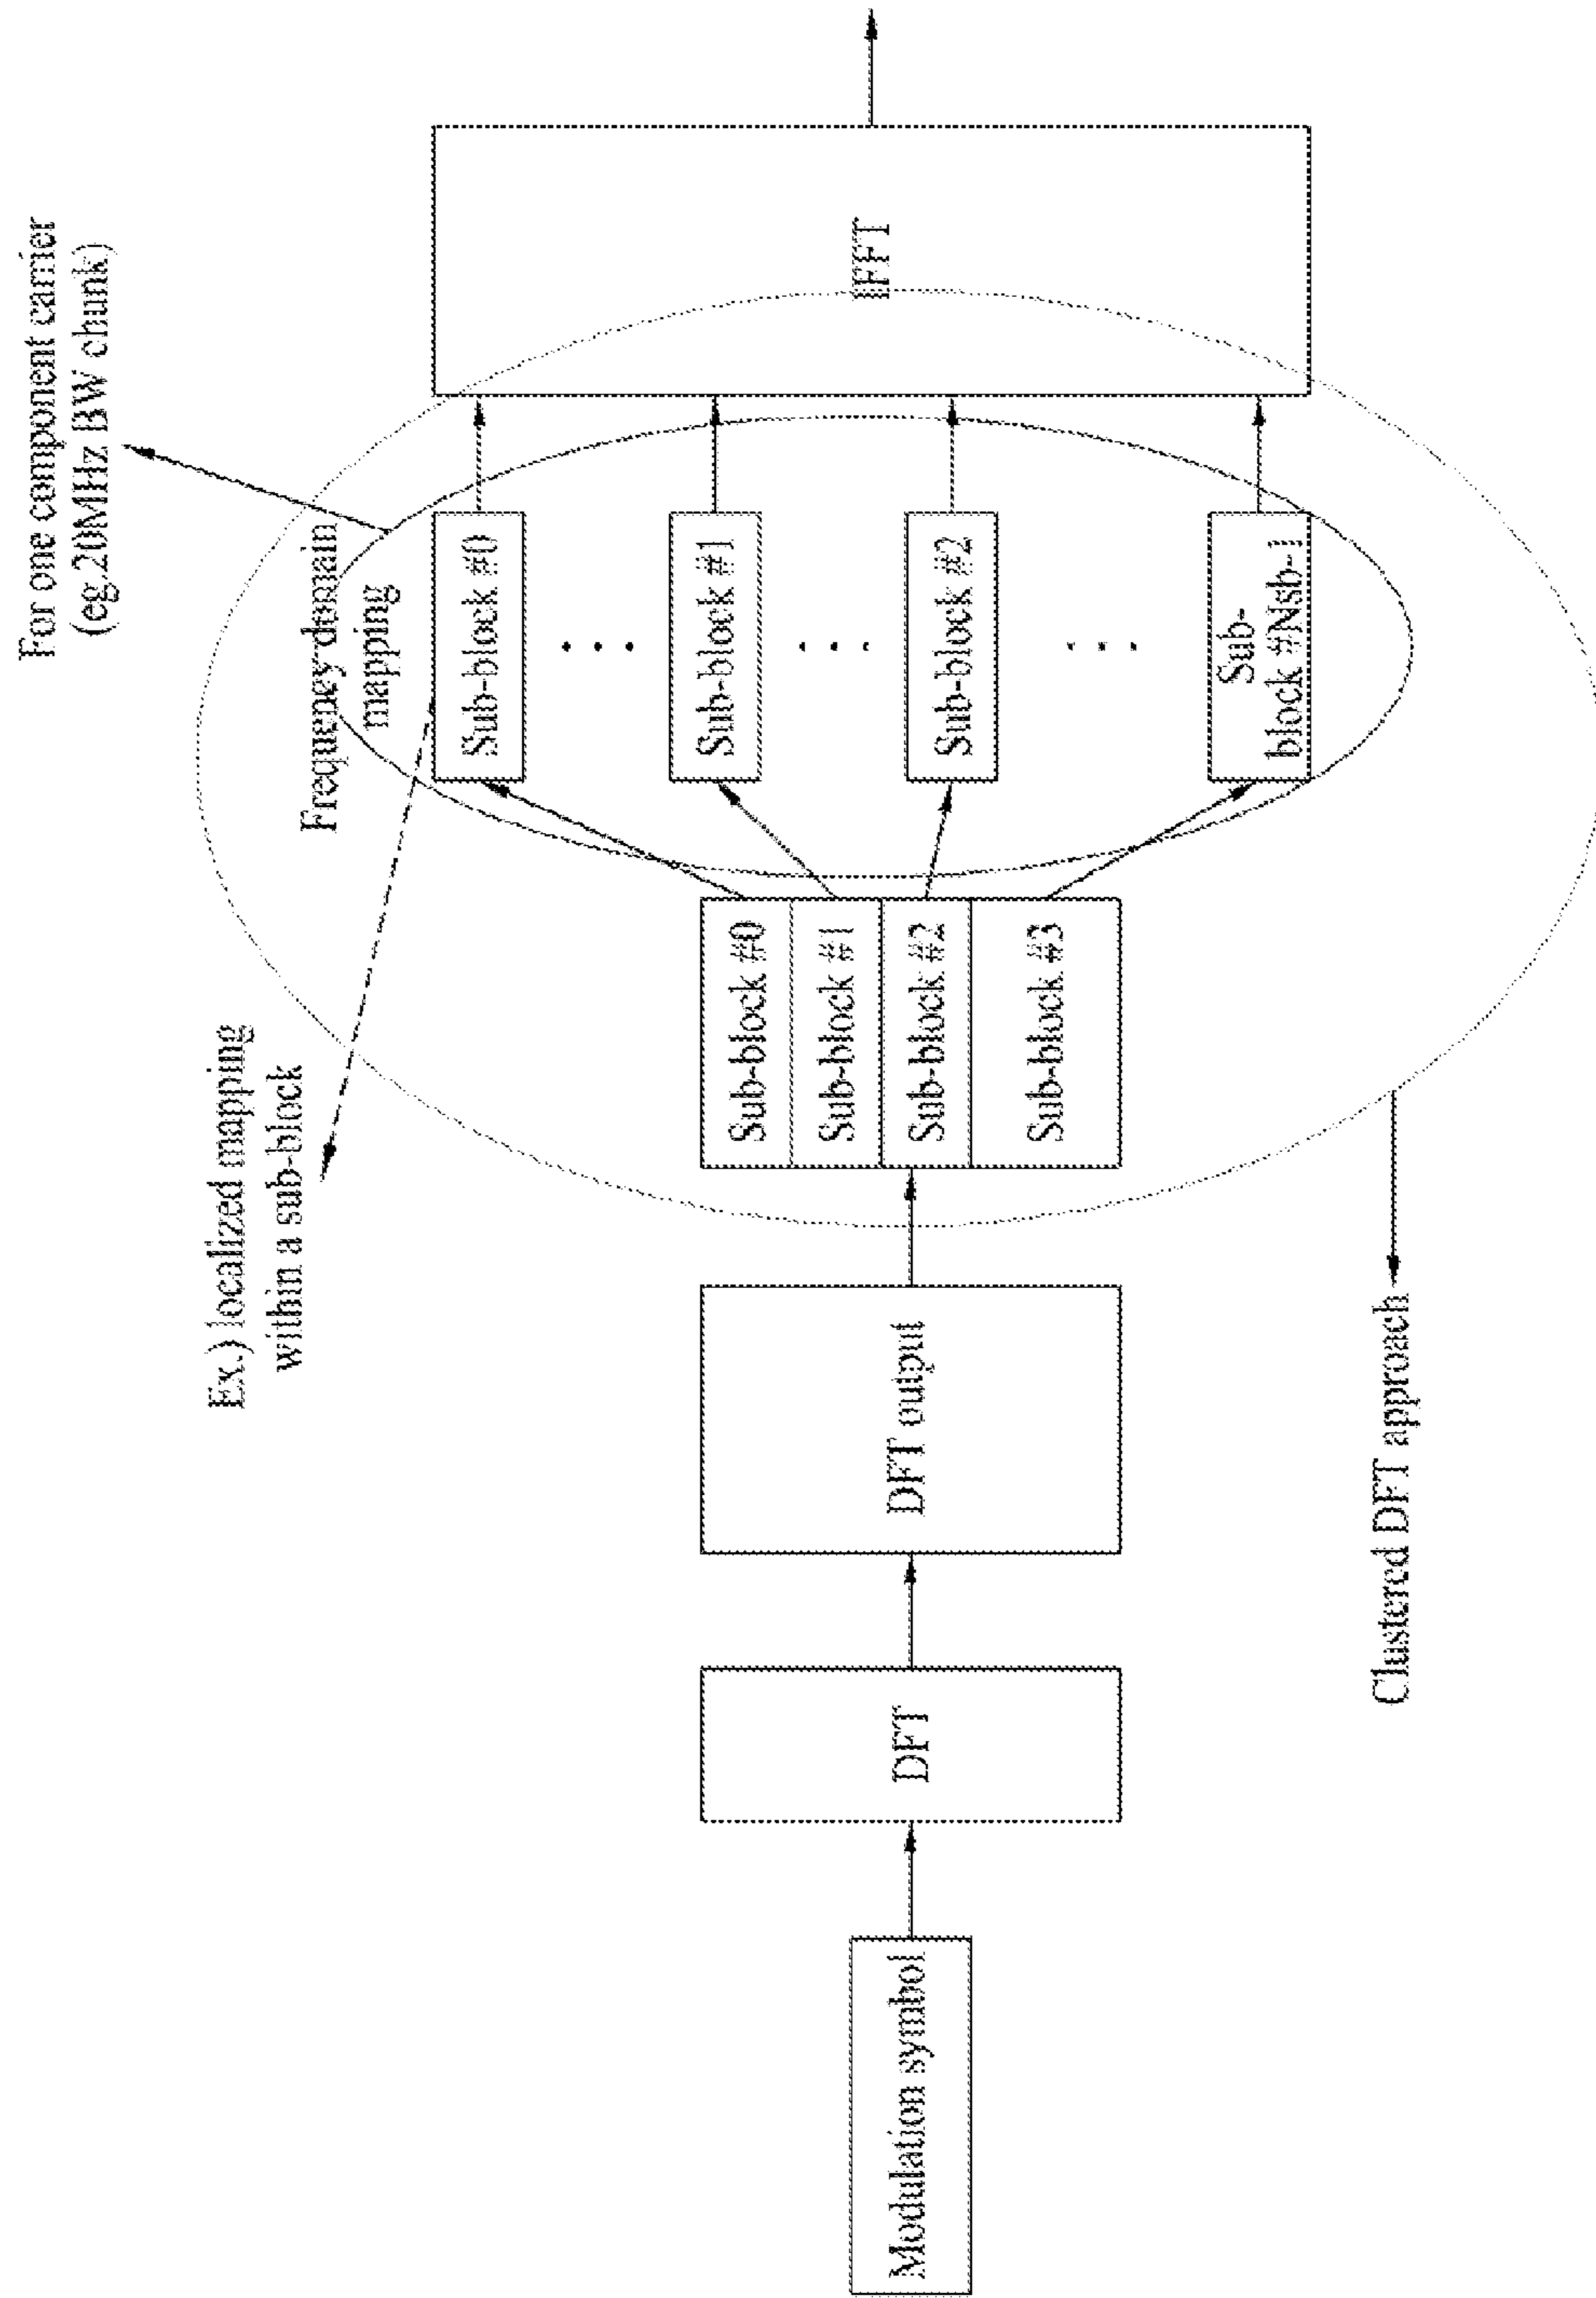 For one component carrier
(eg.20MHz BW chunk)
Ex.) localized mapping
within a sub-block
Frequency domain
mapping
Modulation symbol
DFT
DFT output
Sub-block #0
Sub-block #1
Sub-block #2
Sub-block #3
Sub-block #0
Sub-block #1
Sub-block #2
Sub-
block #Nsb-1
IFFT
Clustered DFT approach